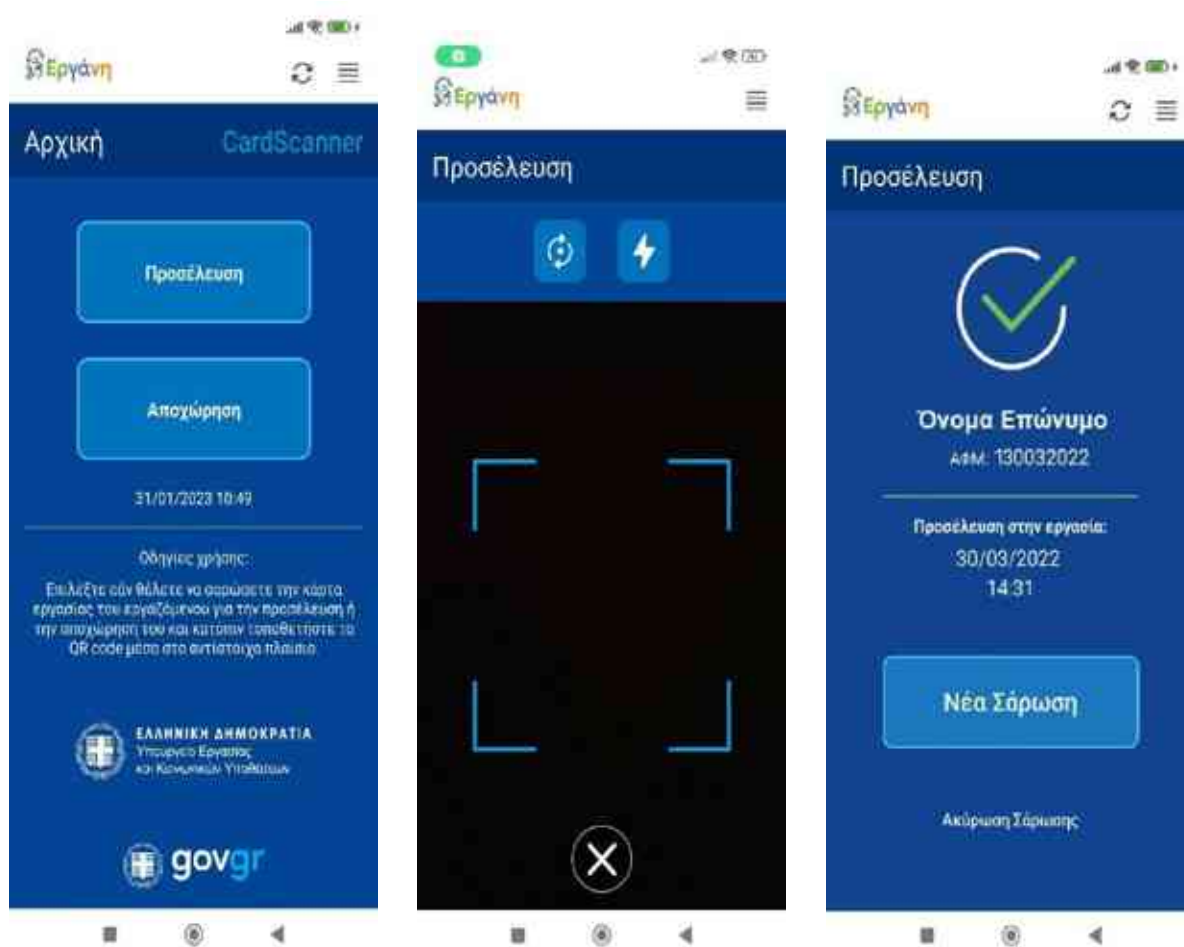 Εργάνη
Αρχική CardScanner
Προσέλευση
Αποχώρηση
31/01/2023 10:49
Οδηγίες χρήσης:
Επιλέξτε εάν θέλετε να σαρώσετε την κάρτα
εργασίας του εργαζόμενου για την προσέλευση ή
την αποχώρησή του και κατόπιν τοποθετήστε το
QR code μέσα στο αντίστοιχο πλαίσιο
ΕΛΛΗΝΙΚΗ ΔΗΜΟΚΡΑΤΙΑ
Υπουργείο Εργασίας
και Κοινωνικών Υποθέσεων
govgr
Εργάνη
Προσέλευση
Εργάνη
Προσέλευση
Όνομα Επώνυμο
ΑΦΜ: 130032022
Προσέλευση στην εργασία:
30/03/2022
14:31
Νέα Σάρωση
Ακύρωση Σάρωσης